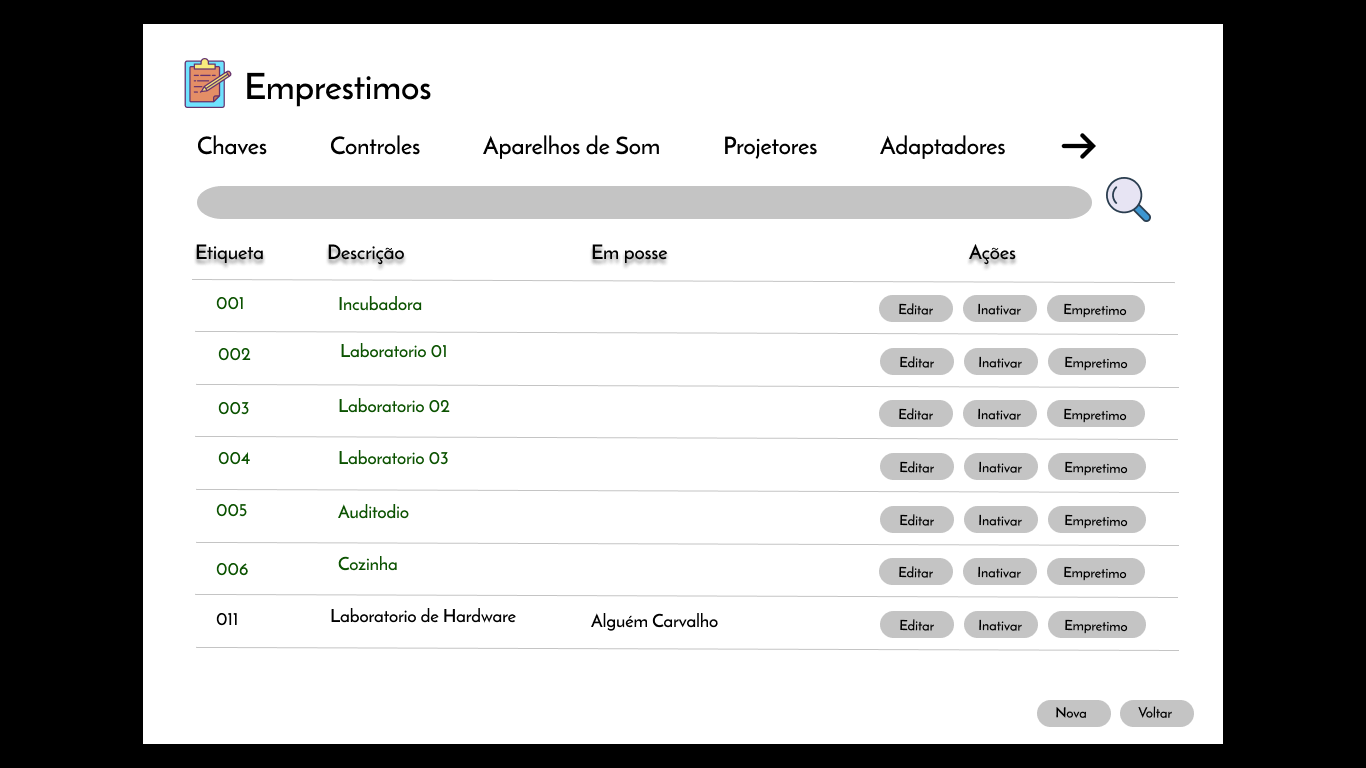 Emprestimos
Chaves Controles Aparelhos de Som Projetores Adaptadores
Etiqueta Descrição Em posse Ações
001 Incubadora Editar Inativar Empretimo
002 Laboratorio 01 Editar Inativar Empretimo
003 Laboratorio 02 Editar Inativar Empretimo
004 Laboratorio 03 Editar Inativar Empretimo
005 Auditodio Editar Inativar Empretimo
006 Cozinha Editar Inativar Empretimo
011 Laboratorio de Hardware Alguém Carvalho Editar Inativar Empretimo
Nova Voltar